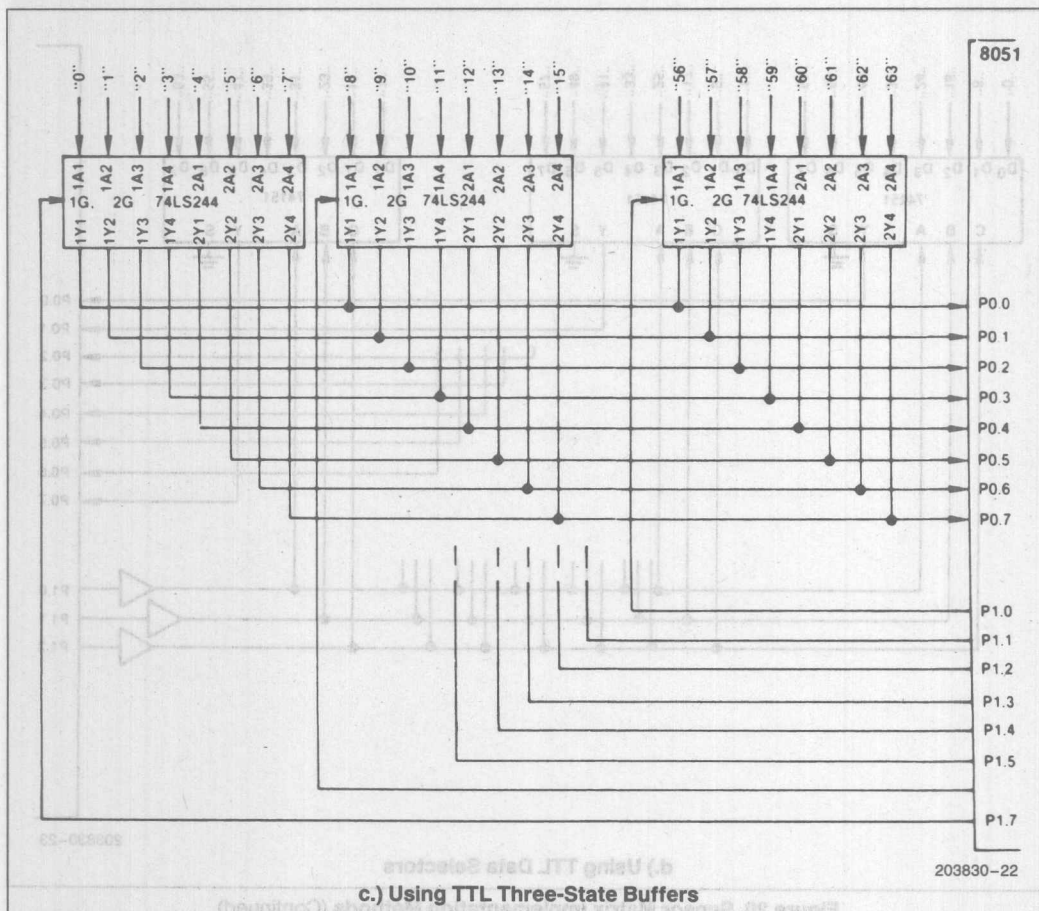 8051
"0" "1" "2" "3" "4" "5" "6" "7" "8" "9" "10" "11" "12" "13" "14" "15" "56" "57" "58" "59" "60" "61" "62" "63"
1A1 1A2 1A3 1A4 2A1 2A2 2A3 2A4
1G. 2G 74LS244
1Y1 1Y2 1Y3 1Y4 2Y1 2Y2 2Y3 2Y4
1A1 1A2 1A3 1A4 2A1 2A2 2A3 2A4
1G. 2G 74LS244
1Y1 1Y2 1Y3 1Y4 2Y1 2Y2 2Y3 2Y4
1A1 1A2 1A3 1A4 2A1 2A2 2A3 2A4
1G. 2G 74LS244
1Y1 1Y2 1Y3 1Y4 2Y1 2Y2 2Y3 2Y4
P0.0
P0.1
P0.2
P0.3
P0.4
P0.5
P0.6
P0.7
P1.0
P1.1
P1.2
P1.3
P1.4
P1.5
P1.7
203830-22
c.) Using TTL Three-State Buffers